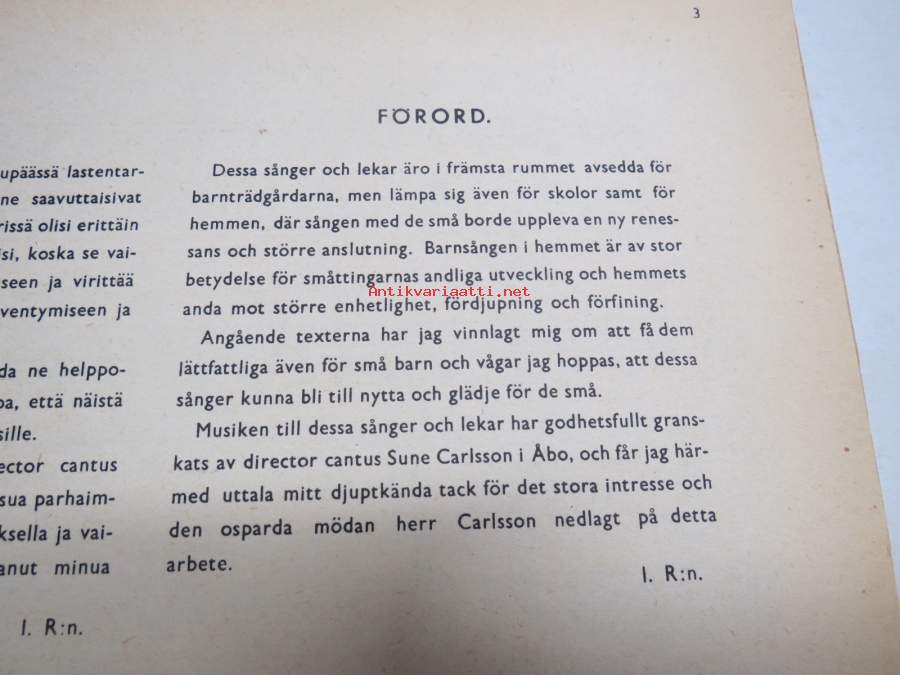 3
FÖRORD.
upäässä lastentar-
ne saavuttaisivat
rissä olisi erittäin
isi, koska se vai-
seen ja virittää
ventymiseen ja
da ne helppo-
pa, että näistä
sille.
ector cantus
sua parhaim-
ksella ja vai-
anut minua
I. R:n.
Dessa sånger och lekar äro i främsta rummet avsedda för
barnträdgårdarna, men lämpa sig även för skolor samt för
hemmen, där sången med de små borde uppleva en ny renes-
sans och större anslutning. Barnsången i hemmet är av stor
betydelse för småttingarnas andliga utveckling och hemmets
anda mot större enhetlighet, fördjupning och förfining.
Angående texterna har jag vinnlagt mig om att få dem
lättfattliga även för små barn och vågar jag hoppas, att dessa
sånger kunna bli till nytta och glädje för de små.
Musiken till dessa sånger och lekar har godhetsfullt grans-
kats av director cantus Sune Carlsson i Åbo, och får jag här-
med uttala mitt djuptkända tack för det stora intresse och
den osparda mödan herr Carlsson nedlagt på detta
arbete.
I. R:n.
Antikvariaatti.net